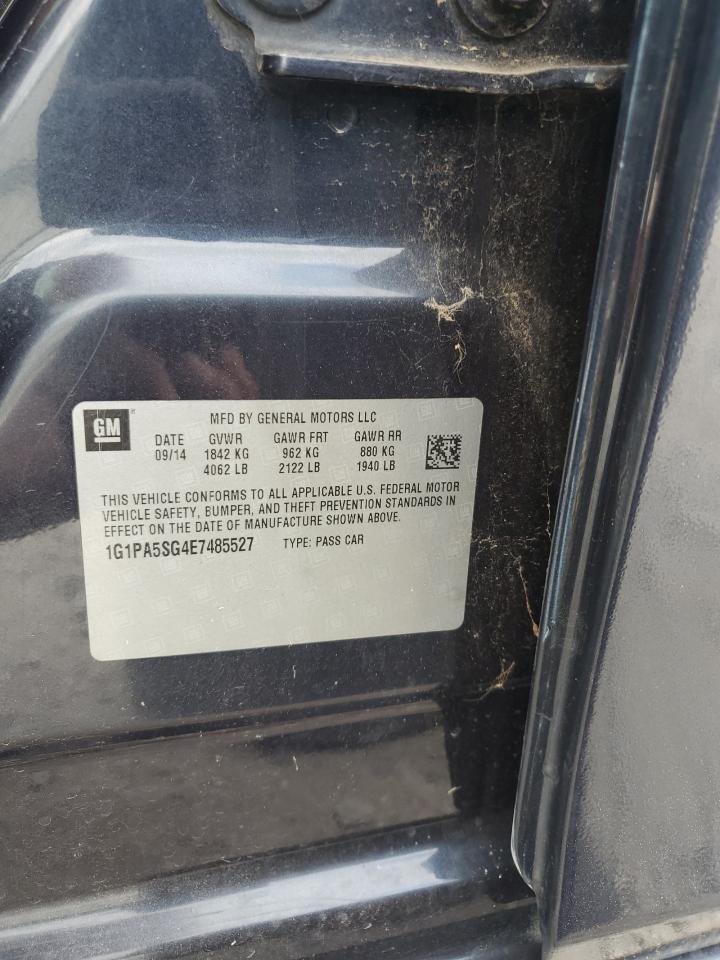 GM
MFD BY GENERAL MOTORS LLC
DATE GVWR GAWR FRT GAWR RR
09/14 1842 KG 962 KG 880 KG
4062 LB 2122 LB 1940 LB
THIS VEHICLE CONFORMS TO ALL APPLICABLE U.S. FEDERAL MOTOR
VEHICLE SAFETY, BUMPER, AND THEFT PREVENTION STANDARDS IN
EFFECT ON THE DATE OF MANUFACTURE SHOWN ABOVE.
1G1PA5SG4E7485527 TYPE: PASS CAR